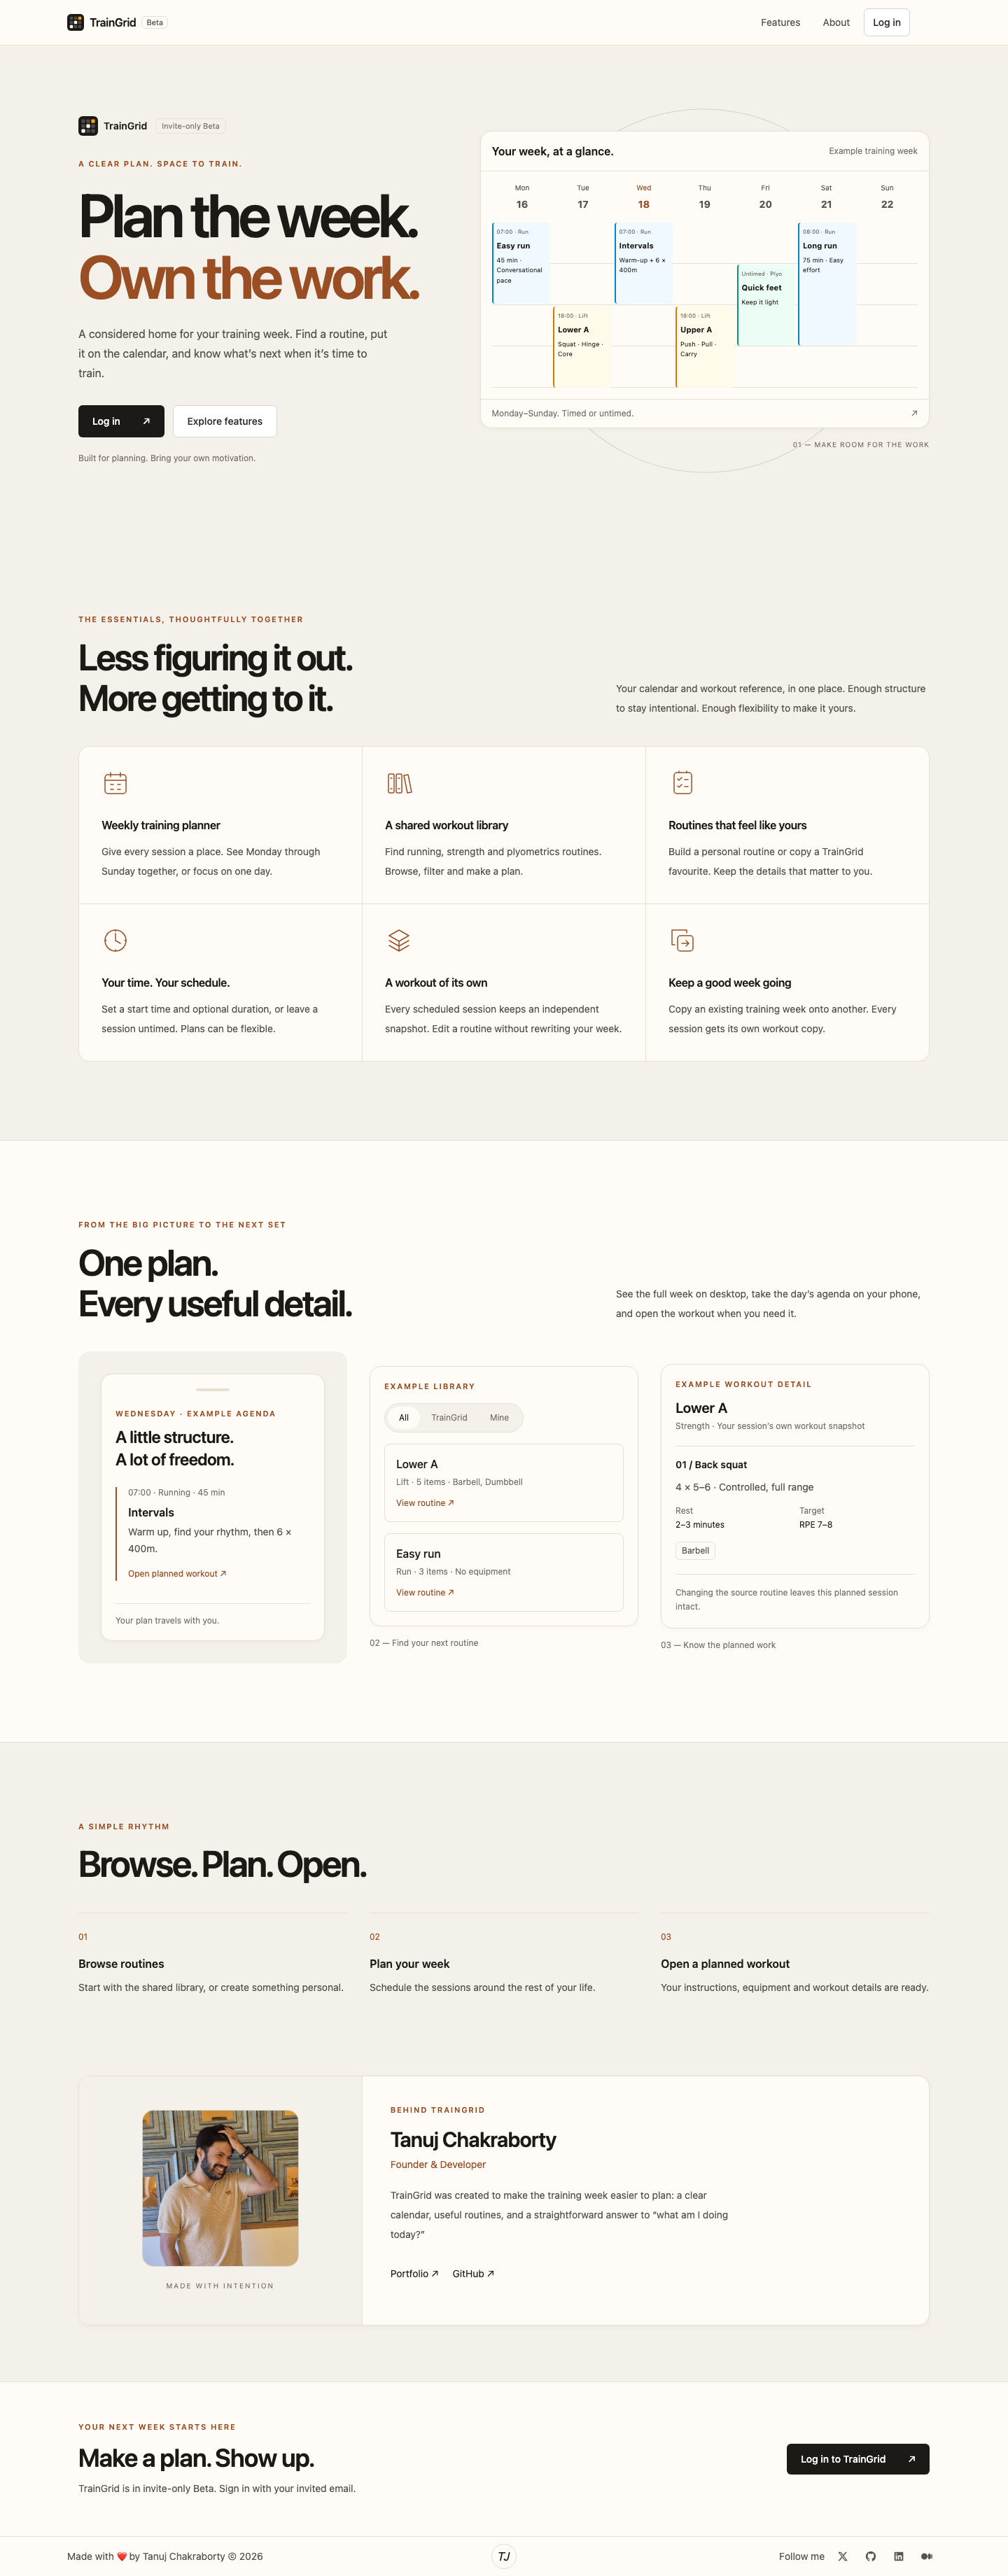 TrainGrid Beta
Features About Log in
TrainGrid Invite-only Beta
A CLEAR PLAN. SPACE TO TRAIN.
Plan the week.
Own the work.
A considered home for your training week. Find a routine, put
it on the calendar, and know what's next when it's time to
train.
Log in ↗ Explore features
Built for planning. Bring your own motivation.
Your week, at a glance. Example training week
Mon Tue Wed Thu Fri Sat Sun
16 17 18 19 20 21 22
07:00 · Run
Easy run
45 min ·
Conversational
pace
18:00 · Lift
Lower A
Squat · Hinge ·
Core
07:00 · Run
Intervals
Warm-up + 6 ×
400m
18:00 · Lift
Upper A
Push · Pull ·
Carry
Untimed · Plyo
Quick feet
Keep it light
08:00 · Run
Long run
75 min · Easy
effort
Monday–Sunday. Timed or untimed. ↗
01 — MAKE ROOM FOR THE WORK
THE ESSENTIALS, THOUGHTFULLY TOGETHER
Less figuring it out.
More getting to it.
Your calendar and workout reference, in one place. Enough structure
to stay intentional. Enough flexibility to make it yours.
Weekly training planner
Give every session a place. See Monday through
Sunday together, or focus on one day.
A shared workout library
Find running, strength and plyometrics routines.
Browse, filter and make a plan.
Routines that feel like yours
Build a personal routine or copy a TrainGrid
favourite. Keep the details that matter to you.
Your time. Your schedule.
Set a start time and optional duration, or leave a
session untimed. Plans can be flexible.
A workout of its own
Every scheduled session keeps an independent
snapshot. Edit a routine without rewriting your week.
Keep a good week going
Copy an existing training week onto another. Every
session gets its own workout copy.
FROM THE BIG PICTURE TO THE NEXT SET
One plan.
Every useful detail.
See the full week on desktop, take the day's agenda on your phone,
and open the workout when you need it.
WEDNESDAY · EXAMPLE AGENDA
A little structure.
A lot of freedom.
07:00 · Running · 45 min
Intervals
Warm up, find your rhythm, then 6 ×
400m.
Open planned workout ↗
Your plan travels with you.
EXAMPLE LIBRARY
All TrainGrid Mine
Lower A
Lift · 5 items · Barbell, Dumbbell
View routine ↗
Easy run
Run · 3 items · No equipment
View routine ↗
02 — Find your next routine
EXAMPLE WORKOUT DETAIL
Lower A
Strength · Your session's own workout snapshot
01 / Back squat
4 × 5–6 · Controlled, full range
Rest Target
2–3 minutes RPE 7–8
Barbell
Changing the source routine leaves this planned session
intact.
03 — Know the planned work
A SIMPLE RHYTHM
Browse. Plan. Open.
01
Browse routines
Start with the shared library, or create something personal.
02
Plan your week
Schedule the sessions around the rest of your life.
03
Open a planned workout
Your instructions, equipment and workout details are ready.
MADE WITH INTENTION
BEHIND TRAINGRID
Tanuj Chakraborty
Founder & Developer
TrainGrid was created to make the training week easier to plan: a clear
calendar, useful routines, and a straightforward answer to “what am I doing
today?”
Portfolio ↗ GitHub ↗
YOUR NEXT WEEK STARTS HERE
Make a plan. Show up.
TrainGrid is in invite-only Beta. Sign in with your invited email.
Log in to TrainGrid ↗
Made with ❤️ by Tanuj Chakraborty © 2026
TJ
Follow me